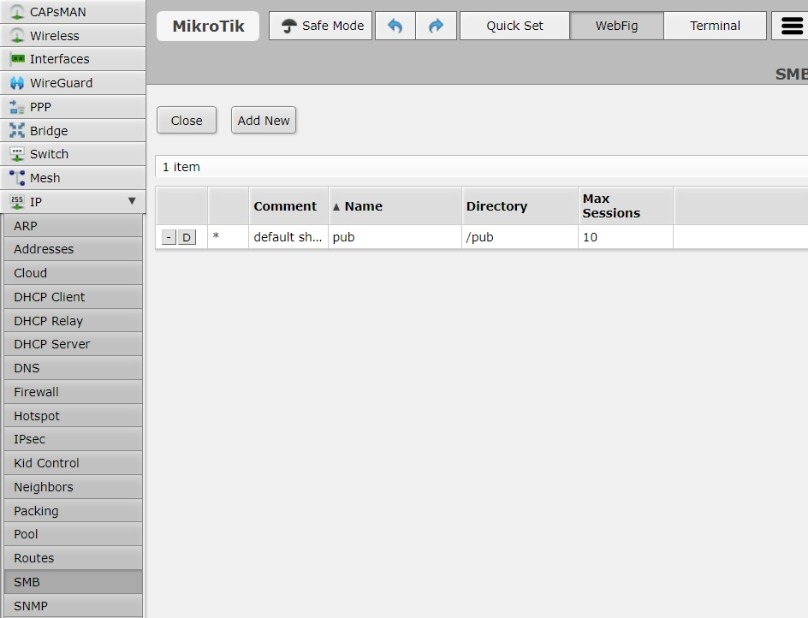 CAPsMAN
Wireless
Interfaces
WireGuard
PPP
Bridge
Switch
Mesh
IP ▼
ARP
Addresses
Cloud
DHCP Client
DHCP Relay
DHCP Server
DNS
Firewall
Hotspot
IPsec
Kid Control
Neighbors
Packing
Pool
Routes
SMB
SNMP
MikroTik Safe Mode Quick Set WebFig Terminal
SMB
Close Add New
1 item
Comment ▲ Name Directory Max Sessions
- D * default sh... pub /pub 10